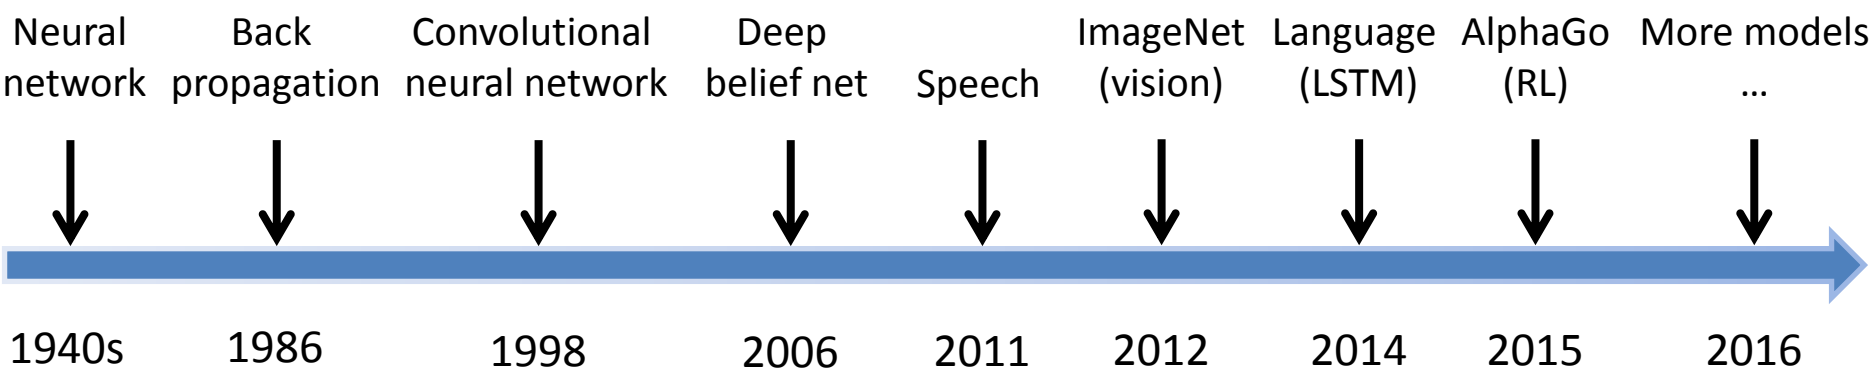 Neural
network
Back
propagation
Convolutional
neural network
Deep
belief net
Speech
ImageNet
(vision)
Language
(LSTM)
AlphaGo
(RL)
More models
...
1940s
1986
1998
2006
2011
2012
2014
2015
2016